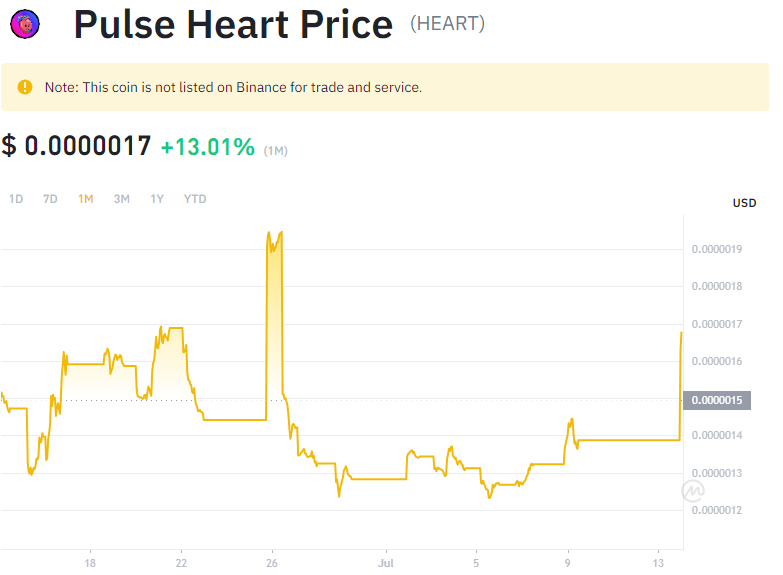 Pulse Heart Price (HEART)
Note: This coin is not listed on Binance for trade and service.
$ 0.0000017 +13.01% (1M)
1D 7D 1M 3M 1Y YTD
USD
0.0000019
0.0000018
0.0000017
0.0000016
0.0000015
0.0000014
0.0000013
0.0000012
18 22 26 Jul 5 9 13